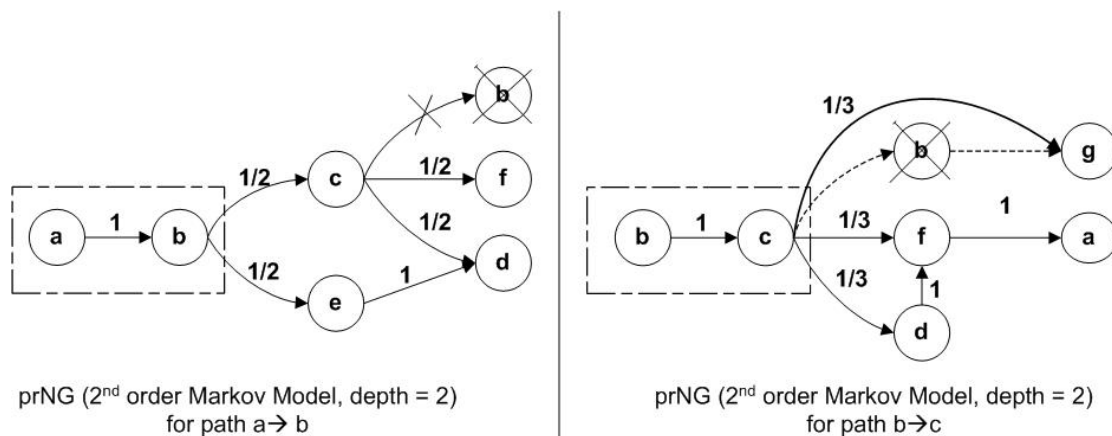 b
1/2
c
1/2
f
a
1
b
1/2
1/2
1
d
e
prNG (2nd order Markov Model, depth = 2)
for path a→ b
1/3
b
g
b
1
c
1/3
f
1
a
1/3
1
d
prNG (2nd order Markov Model, depth = 2)
for path b→c